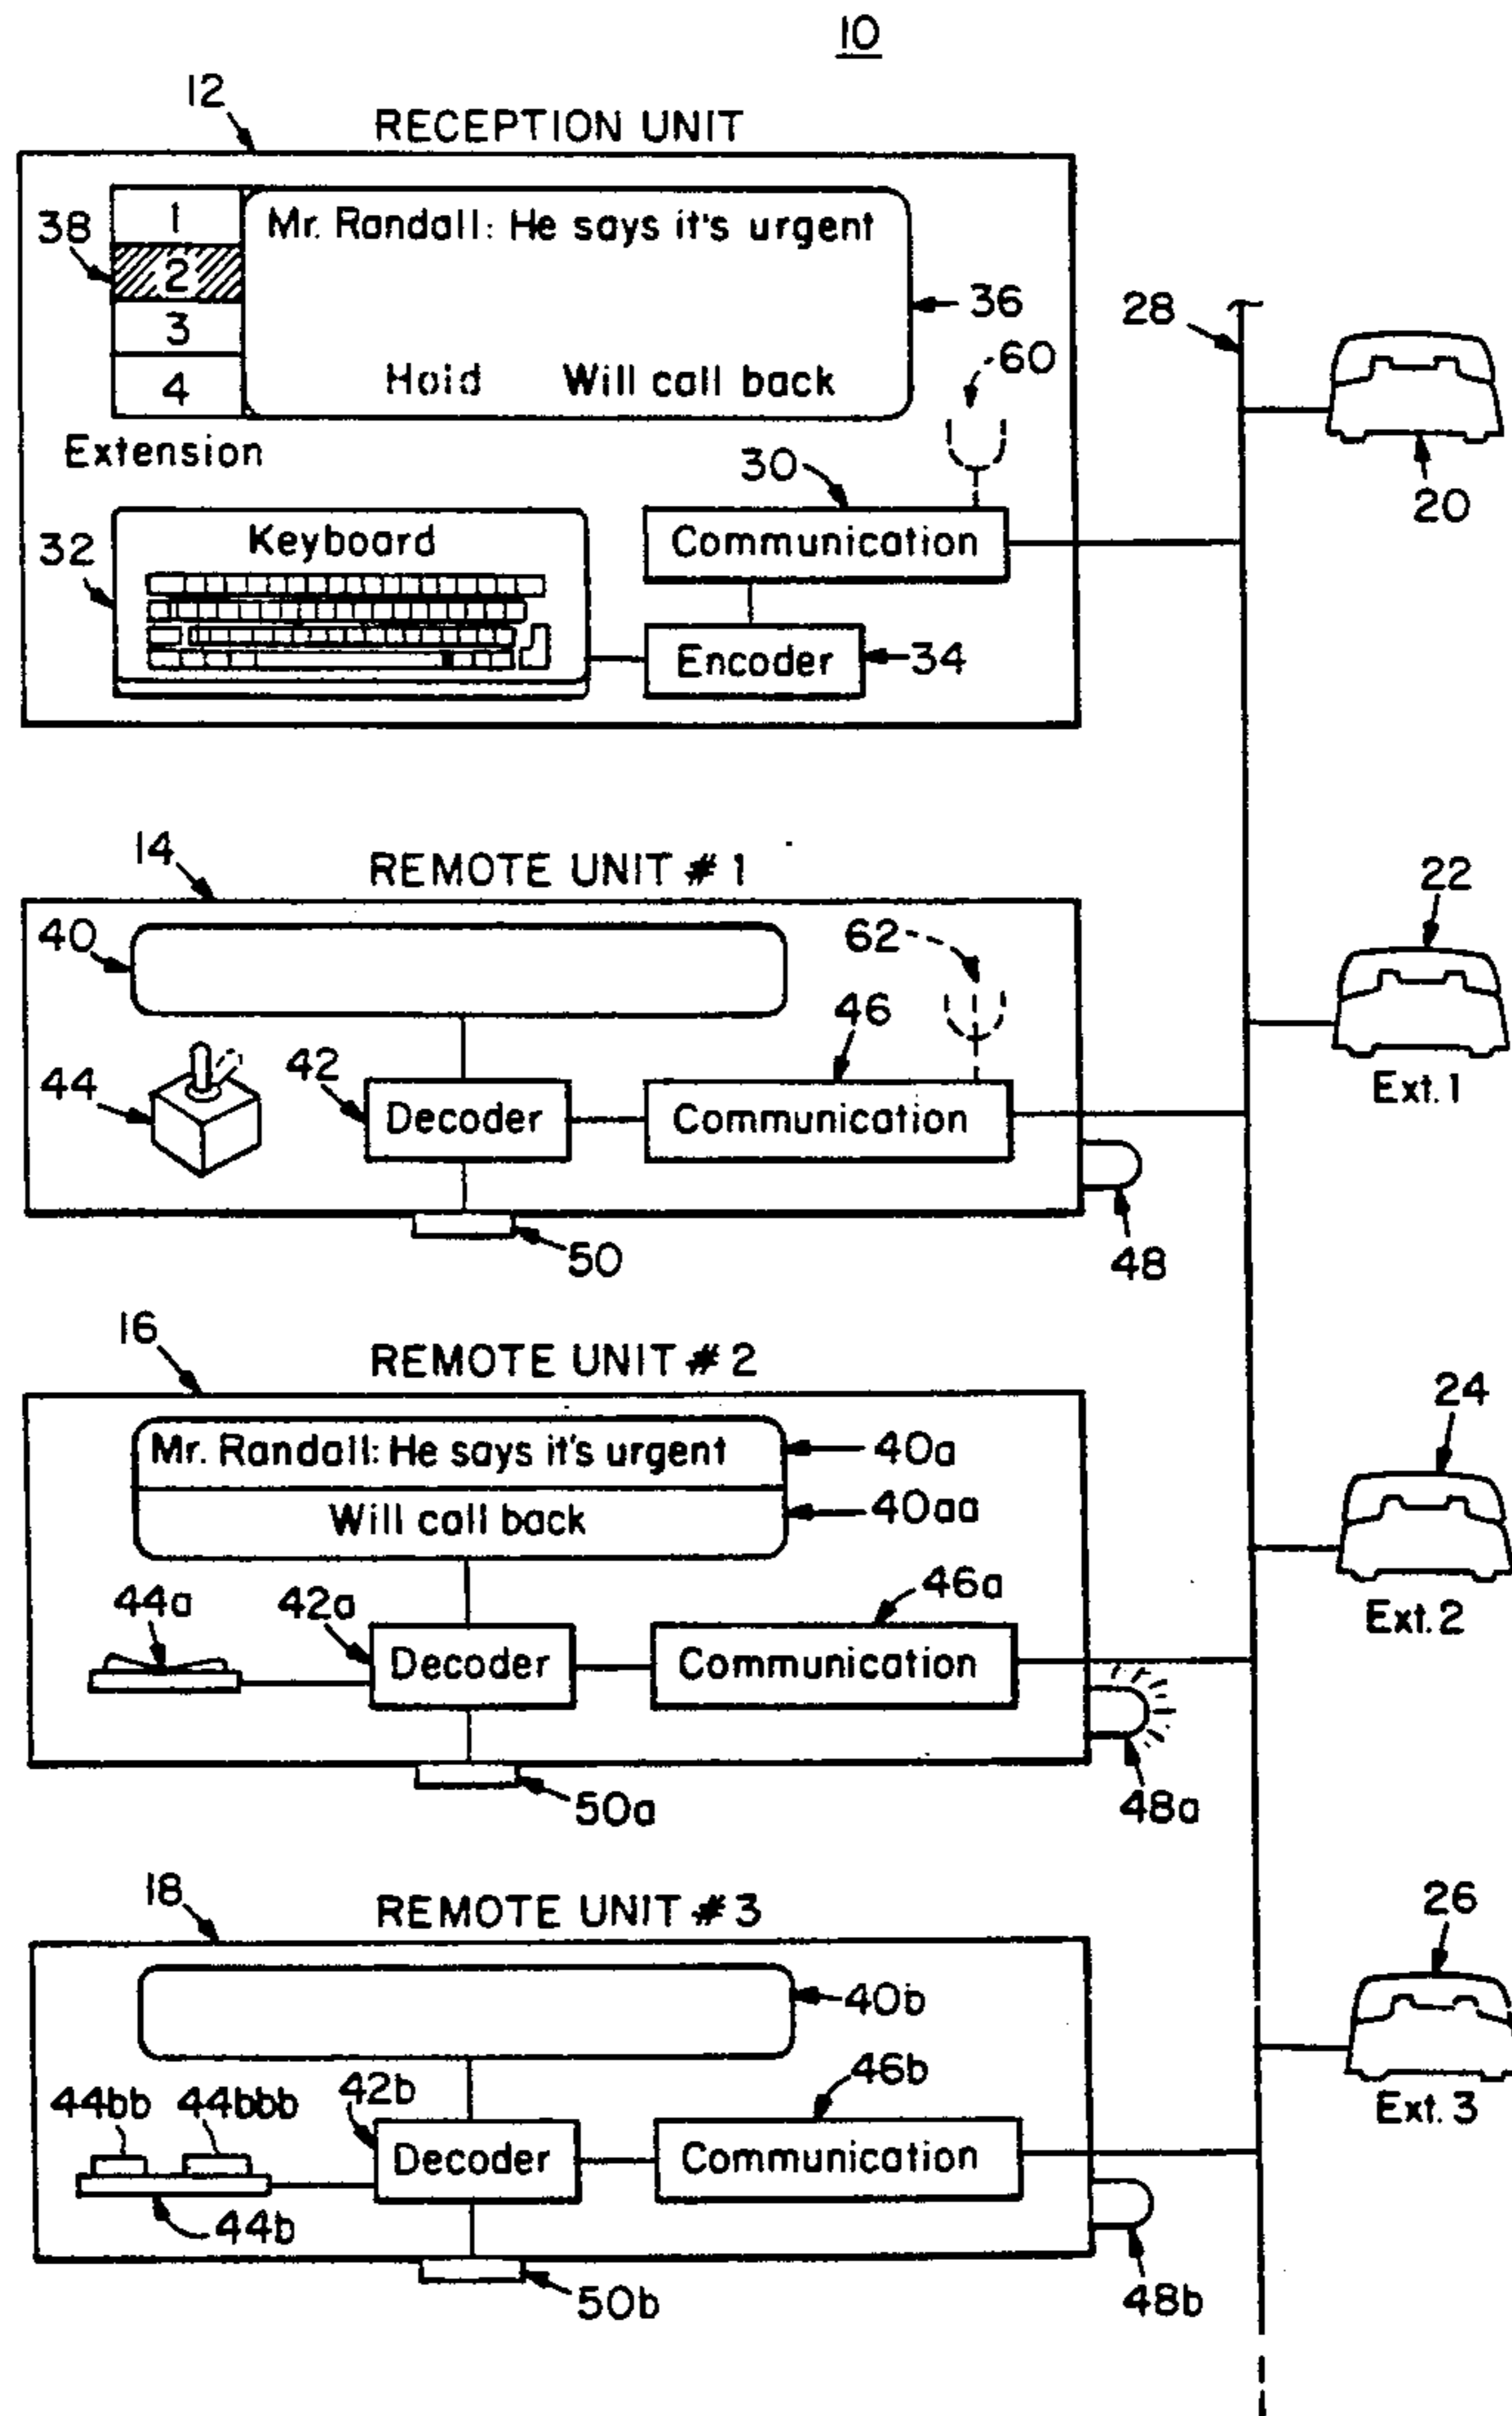 10
12
RECEPTION UNIT
38
1
2
3
4
Mr. Randall: He says it's urgent
36
28
60
Hold Will call back
Extension
30
20
32
Keyboard
Communication
Encoder
34
14
REMOTE UNIT #1
22
40
62
46
44
42
Decoder
Communication
Ext. 1
50
48
16
REMOTE UNIT #2
24
Mr. Randall: He says it's urgent
40a
Will call back
40aa
44a
42a
46a
Decoder
Communication
Ext. 2
50a
48a
18
REMOTE UNIT #3
26
40b
44bb 44bbb
42b
46b
Decoder
Communication
Ext. 3
44b
50b
48b